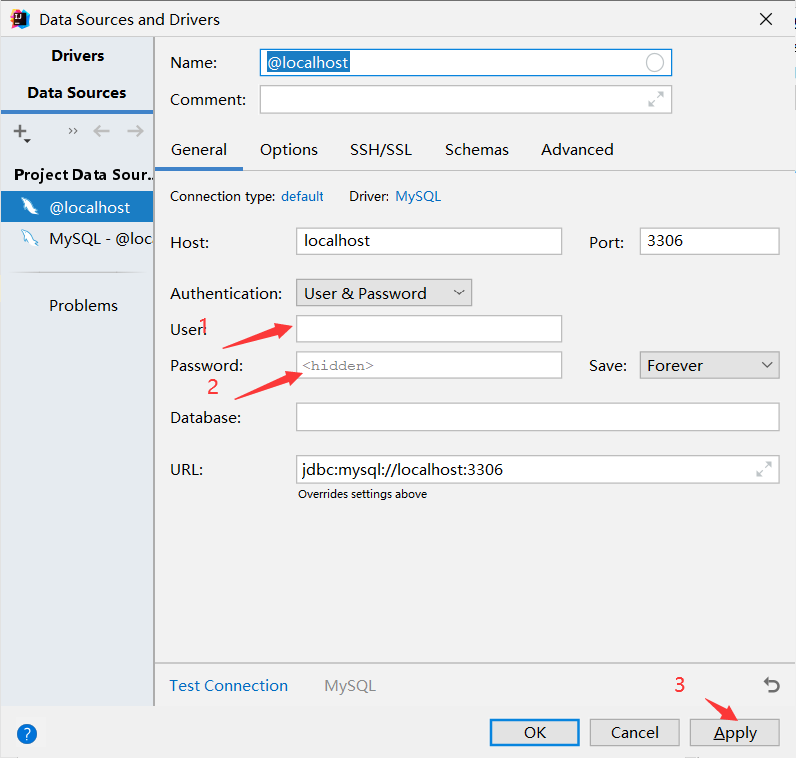 Data Sources and Drivers
Drivers
Data Sources
Project Data Sour..
@localhost
MySQL - @loca
Problems
Name: @localhost
Comment:
General Options SSH/SSL Schemas Advanced
Connection type: default Driver: MySQL
Host: localhost Port: 3306
Authentication: User & Password
User: 1
Password: <hidden> Save: Forever
2
Database:
URL: jdbc:mysql://localhost:3306
Overrides settings above
Test Connection MySQL
3
? OK Cancel Apply